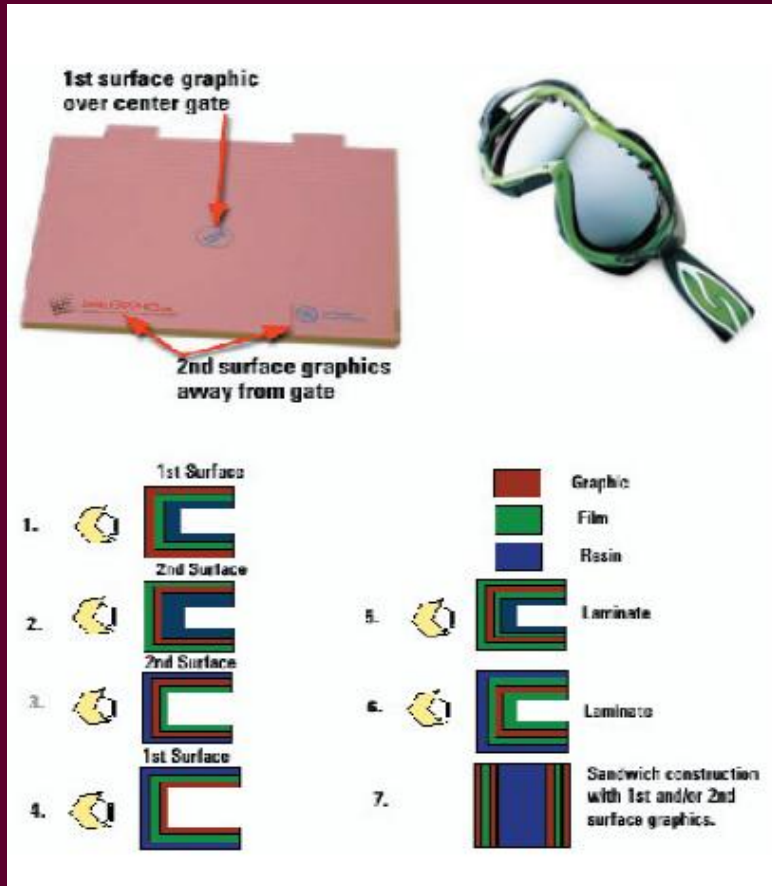 1st surface graphic
over center gate
2nd surface graphics
away from gate
1st Surface
1.
2nd Surface
2.
2nd Surface
3.
1st Surface
4.
Graphic
Film
Resin
5.
Laminate
6.
Laminate
7.
Sandwich construction
with 1st and/or 2nd
surface graphics.